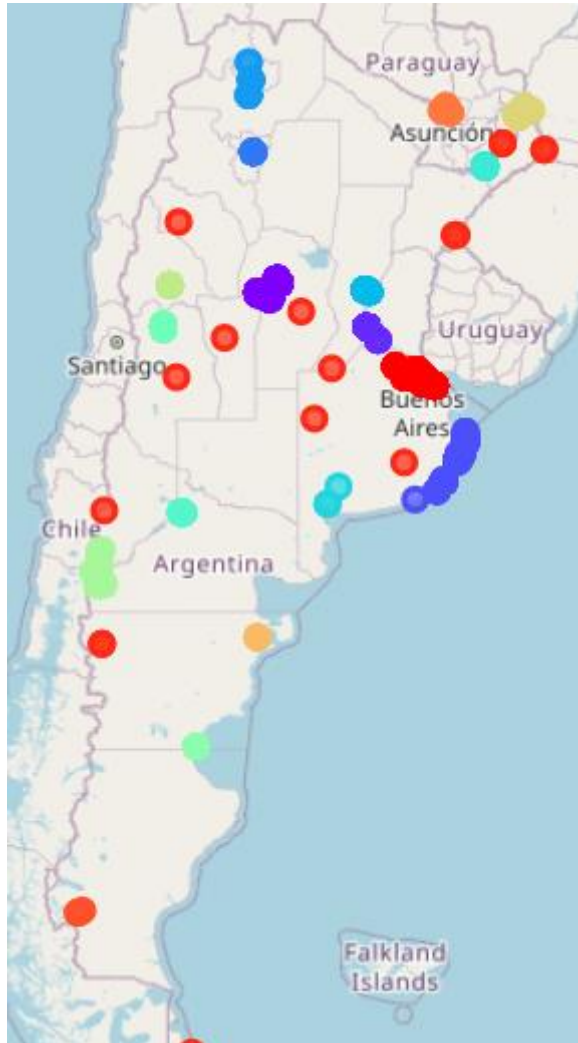 Paraguay
Asunción
Uruguay
Santiago
Buenos
Aires
Chile
Argentina
Falkland
Islands